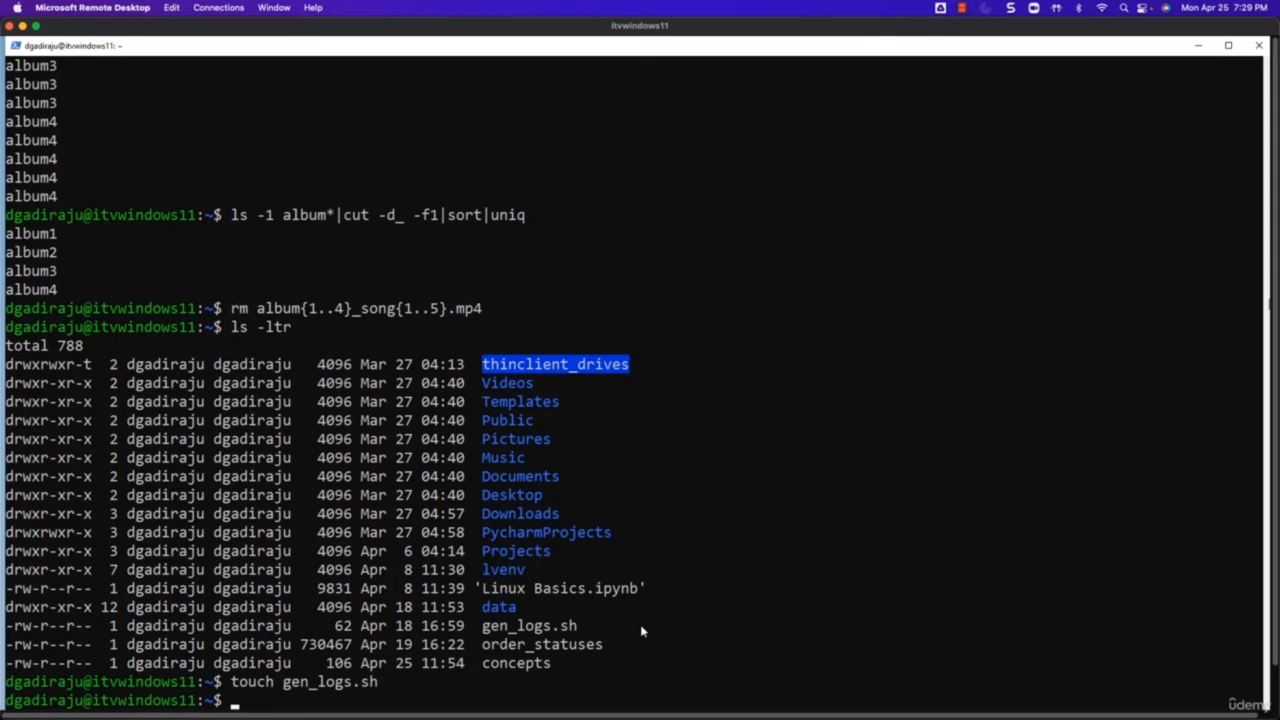 Microsoft Remote Desktop Edit Connections Window Help Mon Apr 25 7:29 PM
itvwindows11
dgadiraju@itvwindows11: ~
album3
album3
album3
album4
album4
album4
album4
album4
dgadiraju@itvwindows11:~$ ls -1 album*|cut -d_ -f1|sort|uniq
album1
album2
album3
album4
dgadiraju@itvwindows11:~$ rm album{1..4}_song{1..5}.mp4
dgadiraju@itvwindows11:~$ ls -ltr
total 788
drwxrwxr-t 2 dgadiraju dgadiraju 4096 Mar 27 04:13 thinclient_drives
drwxr-xr-x 2 dgadiraju dgadiraju 4096 Mar 27 04:40 Videos
drwxr-xr-x 2 dgadiraju dgadiraju 4096 Mar 27 04:40 Templates
drwxr-xr-x 2 dgadiraju dgadiraju 4096 Mar 27 04:40 Public
drwxr-xr-x 2 dgadiraju dgadiraju 4096 Mar 27 04:40 Pictures
drwxr-xr-x 2 dgadiraju dgadiraju 4096 Mar 27 04:40 Music
drwxr-xr-x 2 dgadiraju dgadiraju 4096 Mar 27 04:40 Documents
drwxr-xr-x 2 dgadiraju dgadiraju 4096 Mar 27 04:40 Desktop
drwxr-xr-x 3 dgadiraju dgadiraju 4096 Mar 27 04:57 Downloads
drwxrwxr-x 3 dgadiraju dgadiraju 4096 Mar 27 04:58 PycharmProjects
drwxr-xr-x 3 dgadiraju dgadiraju 4096 Apr 6 04:14 Projects
drwxr-xr-x 7 dgadiraju dgadiraju 4096 Apr 8 11:30 lvenv
-rw-r--r-- 1 dgadiraju dgadiraju 9831 Apr 8 11:39 'Linux Basics.ipynb'
drwxr-xr-x 12 dgadiraju dgadiraju 4096 Apr 18 11:53 data
-rw-r--r-- 1 dgadiraju dgadiraju 62 Apr 18 16:59 gen_logs.sh
-rw-r--r-- 1 dgadiraju dgadiraju 730467 Apr 19 16:22 order_statuses
-rw-r--r-- 1 dgadiraju dgadiraju 106 Apr 25 11:54 concepts
dgadiraju@itvwindows11:~$ touch gen_logs.sh
dgadiraju@itvwindows11:~$
udemy